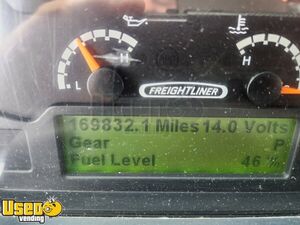 H
L
H
FREIGHTLINER
169832.1 Miles 14.0 Volts
Gear P
Fuel Level 46 %
Used
vending